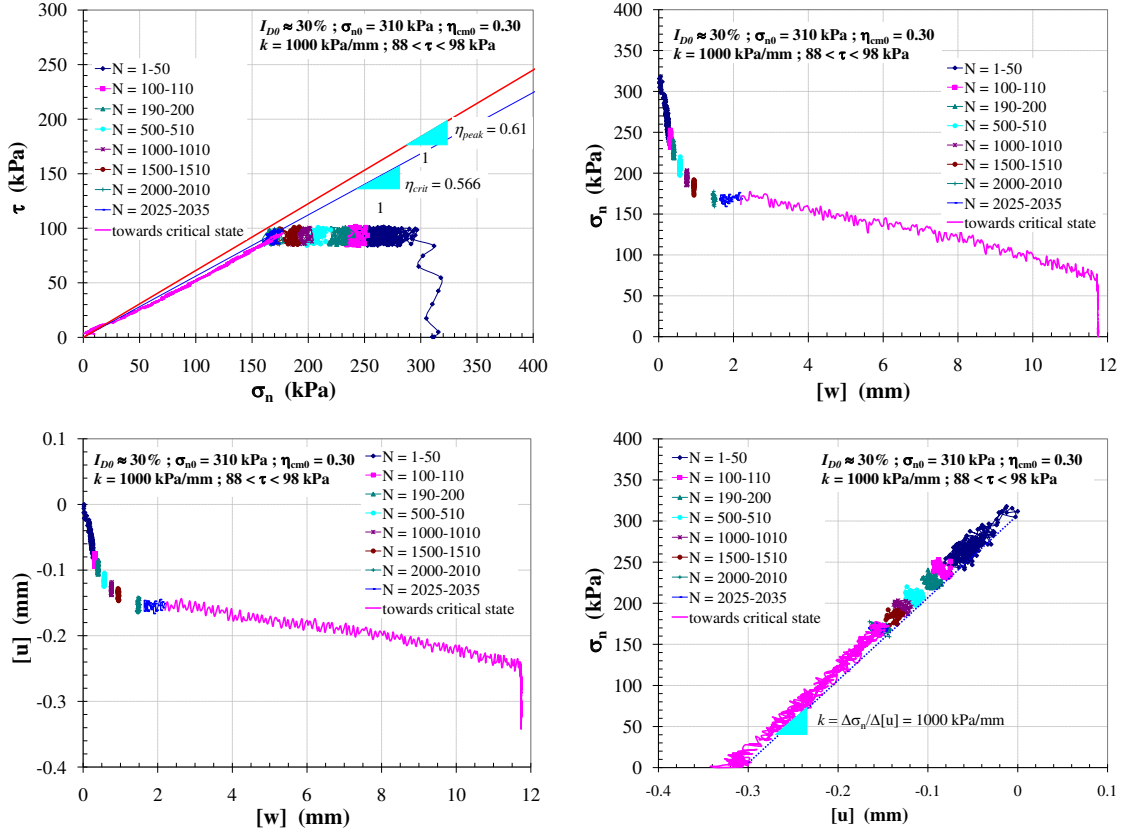 I_D0 ≈ 30% ; σ_n0 = 310 kPa ; η_cm0 = 0.30
k = 1000 kPa/mm ; 88 < τ < 98 kPa
N = 1-50
N = 100-110
N = 190-200
N = 500-510
N = 1000-1010
N = 1500-1510
N = 2000-2010
N = 2025-2035
towards critical state
η_peak = 0.61
1
η_crit = 0.566
1
300
250
200
150
100
50
0
τ (kPa)
0 50 100 150 200 250 300 350 400
σ_n (kPa)
I_D0 ≈ 30% ; σ_n0 = 310 kPa ; η_cm0 = 0.30
k = 1000 kPa/mm ; 88 < τ < 98 kPa
N = 1-50
N = 100-110
N = 190-200
N = 500-510
N = 1000-1010
N = 1500-1510
N = 2000-2010
N = 2025-2035
towards critical state
400
350
300
250
200
150
100
50
0
σ_n (kPa)
0 2 4 6 8 10 12
[w] (mm)
I_D0 ≈ 30% ; σ_n0 = 310 kPa ; η_cm0 = 0.30
k = 1000 kPa/mm ; 88 < τ < 98 kPa
N = 1-50
N = 100-110
N = 190-200
N = 500-510
N = 1000-1010
N = 1500-1510
N = 2000-2010
N = 2025-2035
towards critical state
0.1
0
-0.1
-0.2
-0.3
-0.4
[u] (mm)
0 2 4 6 8 10 12
[w] (mm)
I_D0 ≈ 30% ; σ_n0 = 310 kPa ; η_cm0 = 0.30
k = 1000 kPa/mm ; 88 < τ < 98 kPa
N = 1-50
N = 100-110
N = 190-200
N = 500-510
N = 1000-1010
N = 1500-1510
N = 2000-2010
N = 2025-2035
towards critical state
k = Δσ_n/Δ[u] = 1000 kPa/mm
400
350
300
250
200
150
100
50
0
σ_n (kPa)
-0.4 -0.3 -0.2 -0.1 0 0.1
[u] (mm)